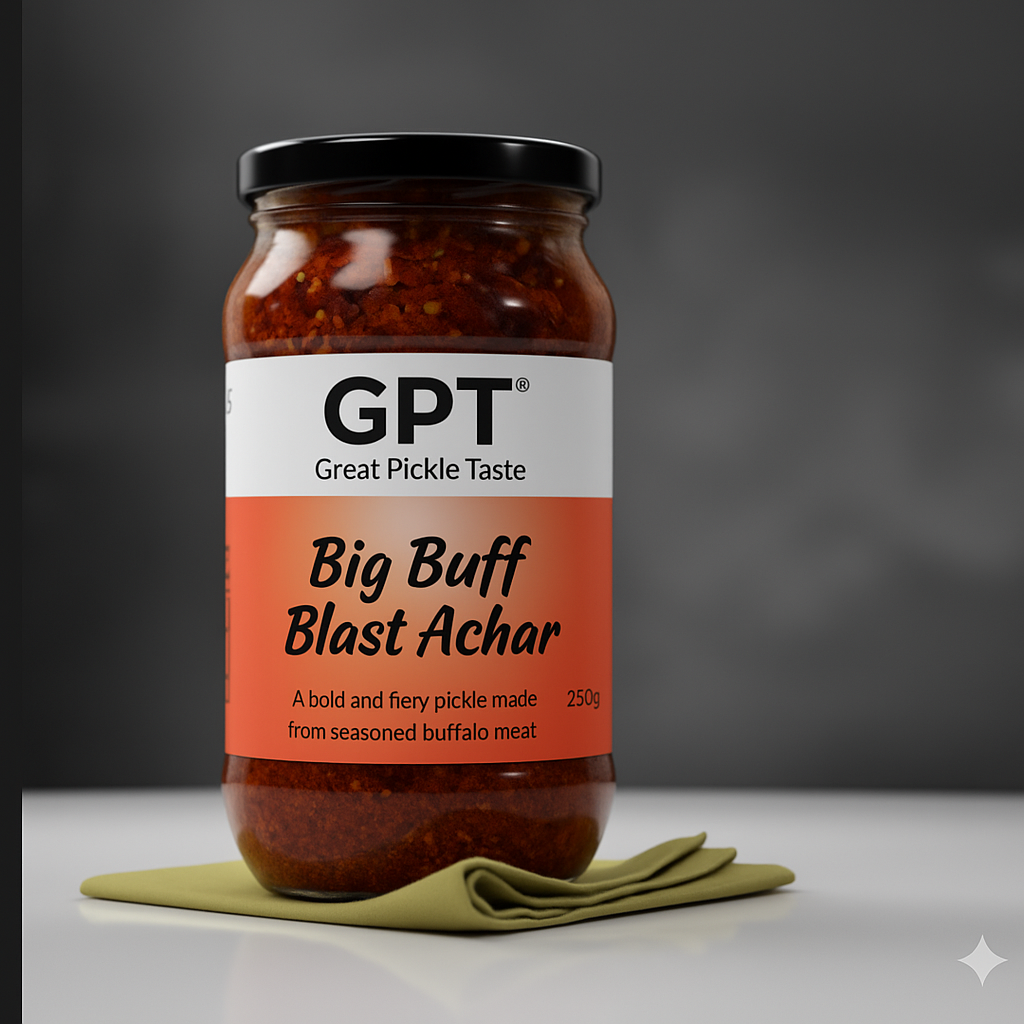 GPT®
Great Pickle Taste
Big Buff
Blast Achar
A bold and fiery pickle made
250g
from seasoned buffalo meat